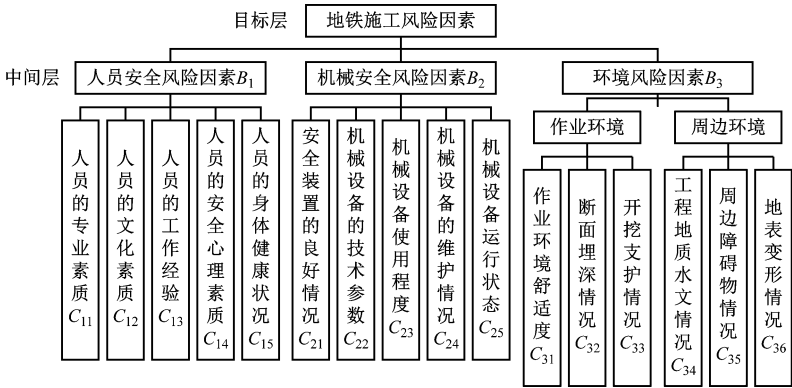 目标层
地铁施工风险因素
中间层
人员安全风险因素B1
机械安全风险因素B2
环境风险因素B3
作业环境
周边环境
人员的专业素质C11
人员的文化素质C12
人员的工作经验C13
人员的安全心理素质C14
人员的身体健康状况C15
安全装置的良好情况C21
机械设备的技术参数C22
机械设备使用程度C23
机械设备的维护情况C24
机械设备运行状态C25
作业环境舒适度C31
断面埋深情况C32
开挖支护情况C33
工程地质水文情况C34
周边障碍物情况C35
地表变形情况C36